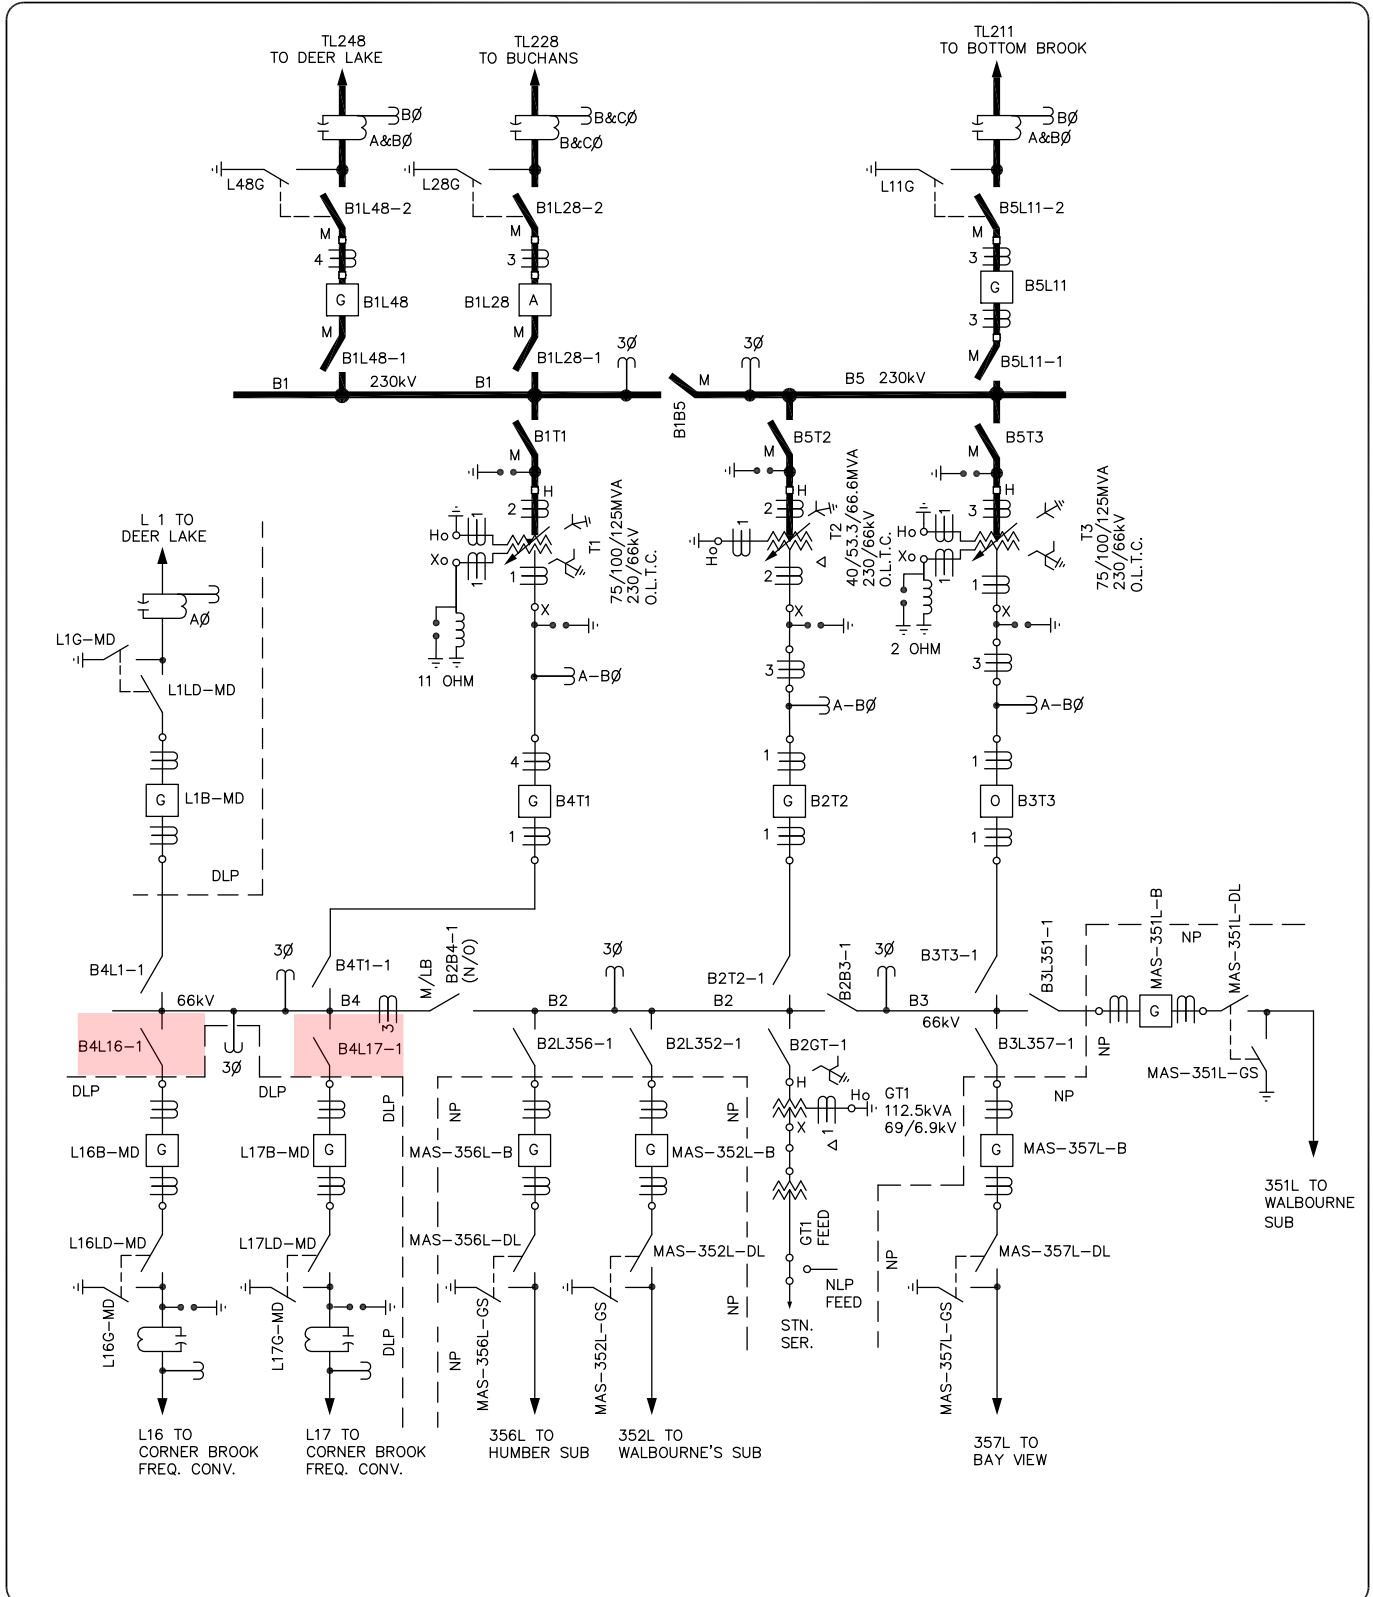 TL248
TO DEER LAKE
TL228
TO BUCHANS
TL211
TO BOTTOM BROOK
BØ
A&BØ
B&CØ
B&CØ
BØ
A&BØ
L48G
L28G
L11G
B1L48-2
B1L28-2
B5L11-2
M
M
M
4
3
3
G
B1L48
B1L28
A
G
B5L11
3
M
M
M
B1L48-1
B1L28-1
B5L11-1
3Ø
3Ø
B1
230kV
B1
M
B5
230kV
B1B5
B1T1
B5T2
B5T3
M
M
M
H
H
H
2
2
3
Ho
Xo
1
1
1
T1
75/100/125MVA
230/66kV
O.L.T.C.
Ho
1
2
T2
40/53.3/66.6MVA
230/66kV
O.L.T.C.
Δ
Ho
Xo
1
1
1
T3
75/100/125MVA
230/66kV
O.L.T.C.
X
X
X
11 OHM
2 OHM
3
3
A-BØ
A-BØ
A-BØ
L 1 TO
DEER LAKE
AØ
L1G-MD
L1LD-MD
G
L1B-MD
DLP
4
1
1
G
B4T1
G
B2T2
O
B3T3
1
1
1
B4L1-1
3Ø
B4T1-1
M/LB
B2B4-1
(N/O)
3Ø
B2T2-1
B2B3-1
3Ø
B3T3-1
B3L351-1
MAS-351L-B
NP
MAS-351L-DL
66kV
B4
3
B2
B2
B3
66kV
G
NP
B4L16-1
3Ø
B4L17-1
B2L356-1
B2L352-1
B2GT-1
B3L357-1
MAS-351L-GS
DLP
DLP
DLP
NP
NP
NP
H
Ho
GT1
112.5kVA
69/6.9kV
X
1
Δ
L16B-MD
G
L17B-MD
G
MAS-356L-B
G
G
MAS-352L-B
G
MAS-357L-B
351L TO
WALBOURNE
SUB
L16LD-MD
L17LD-MD
MAS-356L-DL
MAS-352L-DL
GT1
FEED
NP
MAS-357L-DL
L16G-MD
L17G-MD
DLP
NP
MAS-356L-GS
MAS-352L-GS
NP
NLP
FEED
STN.
SER.
MAS-357L-GS
L16 TO
CORNER BROOK
FREQ. CONV.
L17 TO
CORNER BROOK
FREQ. CONV.
356L TO
HUMBER SUB
352L TO
WALBOURNE'S SUB
357L TO
BAY VIEW